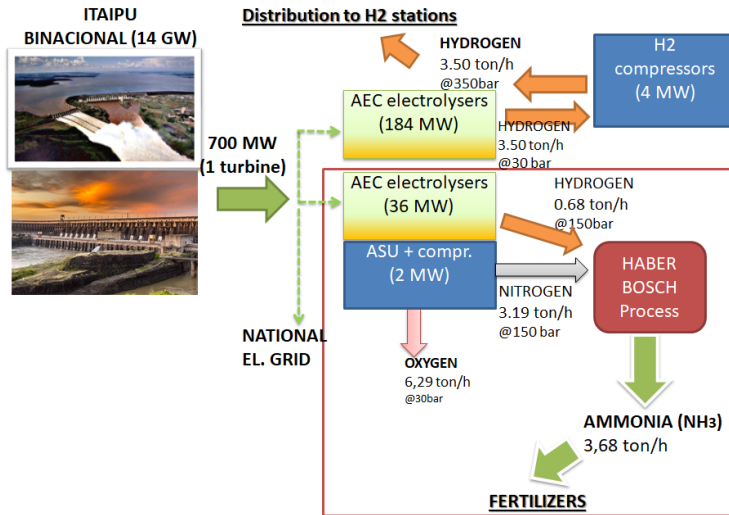 ITAIPU
BINACIONAL (14 GW)
Distribution to H2 stations
HYDROGEN
3.50 ton/h
@350bar
H2
compressors
(4 MW)
AEC electrolysers
(184 MW)
HYDROGEN
3.50 ton/h
@30 bar
700 MW
(1 turbine)
AEC electrolysers
(36 MW)
HYDROGEN
0.68 ton/h
@150bar
ASU + compr.
(2 MW)
NITROGEN
3.19 ton/h
@150 bar
HABER
BOSCH
Process
NATIONAL
EL. GRID
OXYGEN
6,29 ton/h
@30bar
AMMONIA (NH3)
3,68 ton/h
FERTILIZERS